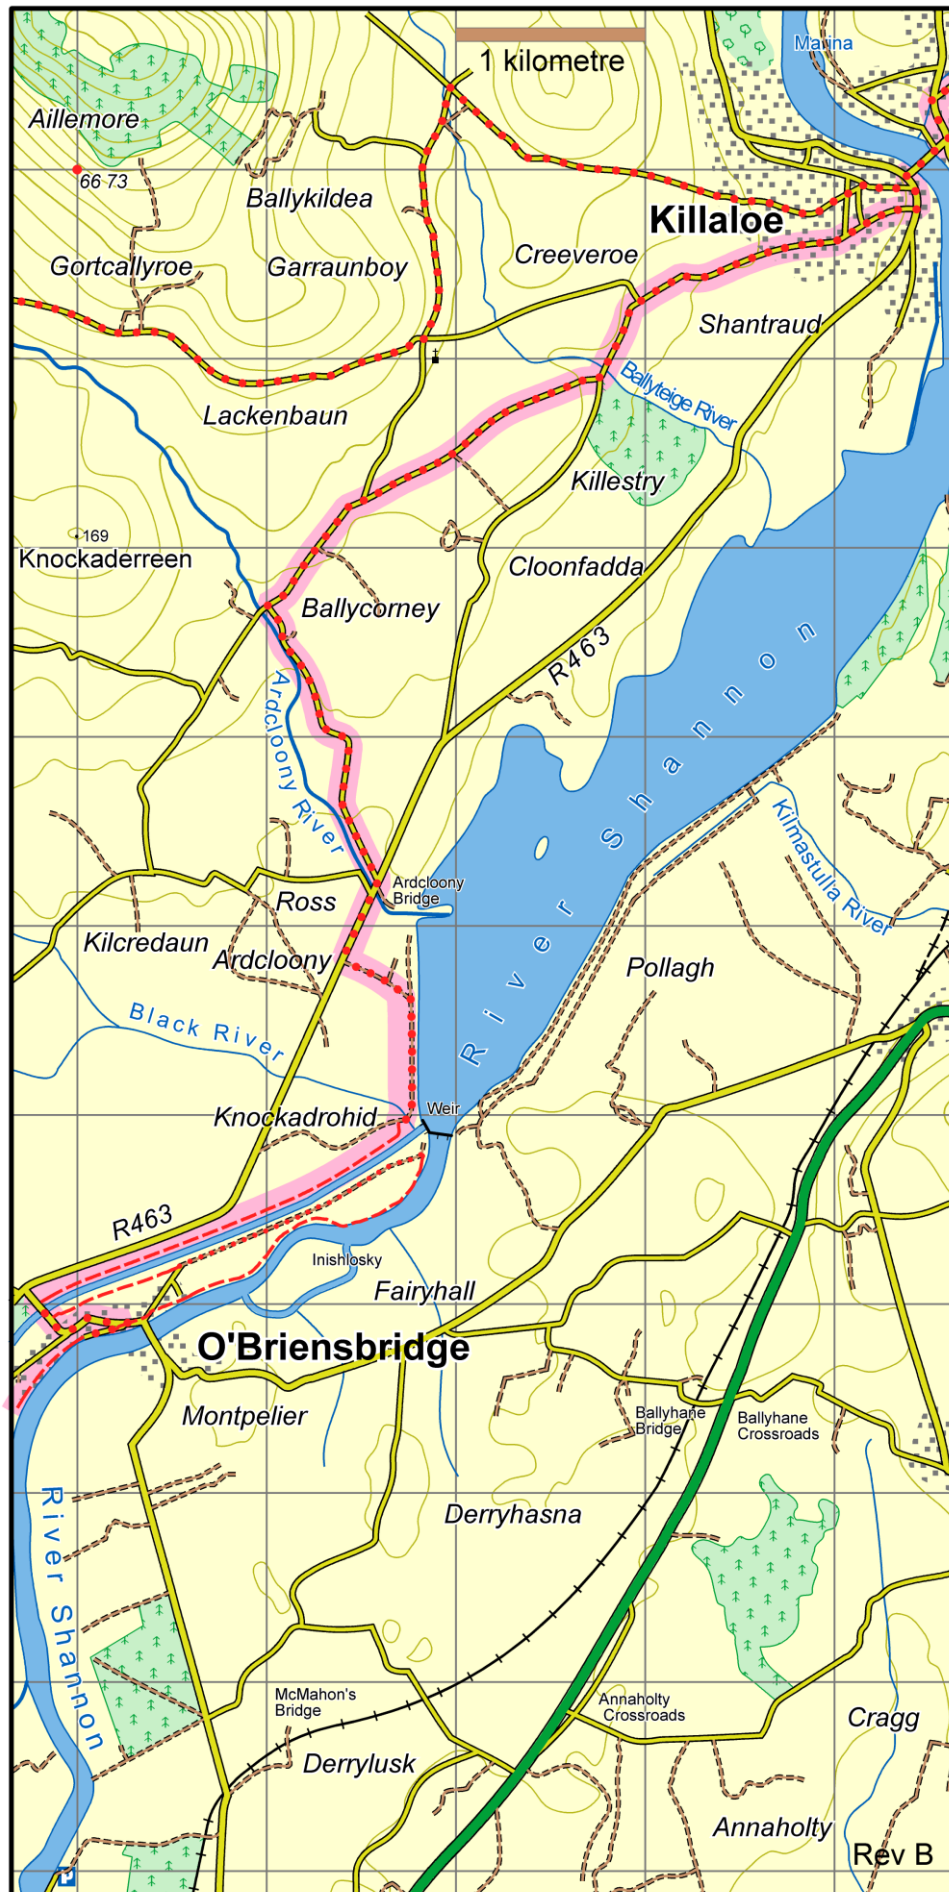 1 kilometre
Marina
Aillemore
66 73
Ballykildea
Killaloe
Gortcallyroe
Garraunboy
Creeveroe
Shantraud
Ballyteige River
Lackenbaun
Killestry
169
Knockaderreen
Cloonfadda
Ballycorney
R463
Ardcloony River
River Shannon
Kilmastulla River
Ardcloony
Bridge
Ross
Kilcredaun
Ardcloony
Pollagh
Black River
Knockadrohid
Weir
R463
Inishlosky
Fairyhall
O'Briensbridge
Montpelier
Ballyhane
Bridge
Ballyhane
Crossroads
Derryhasna
River Shannon
McMahon's
Bridge
Annaholty
Crossroads
Cragg
Derrylusk
Annaholty
Rev B
P